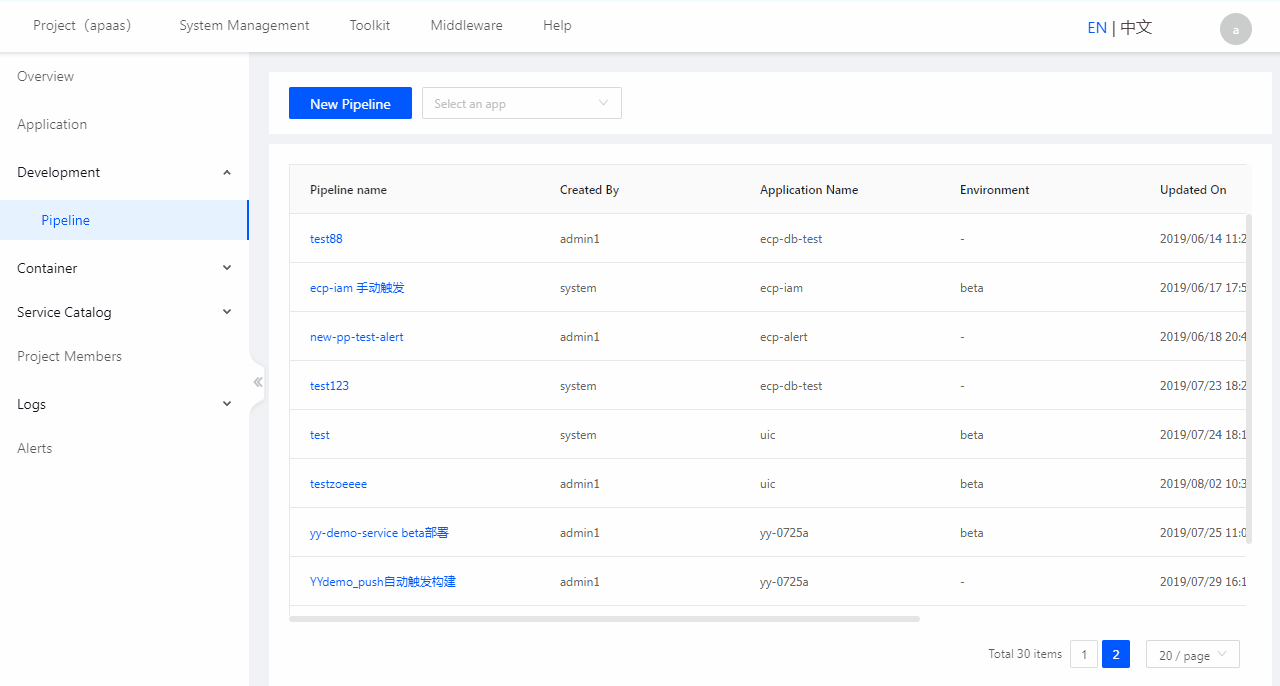 Project（apaas） System Management Toolkit Middleware Help EN | 中文 a
Overview
Application
Development
Pipeline
Container
Service Catalog
Project Members
Logs
Alerts
New Pipeline Select an app
Pipeline name Created By Application Name Environment Updated On
test88 admin1 ecp-db-test - 2019/06/14 11:2
ecp-iam 手动触发 system ecp-iam beta 2019/06/17 17:5
new-pp-test-alert admin1 ecp-alert - 2019/06/18 20:4
test123 system ecp-db-test - 2019/07/23 18:2
test system uic beta 2019/07/24 18:1
testzoeeee admin1 uic beta 2019/08/02 10:3
yy-demo-service beta部署 admin1 yy-0725a beta 2019/07/25 11:0
YYdemo_push自动触发构建 admin1 yy-0725a - 2019/07/29 16:1
Total 30 items 1 2 20 / page